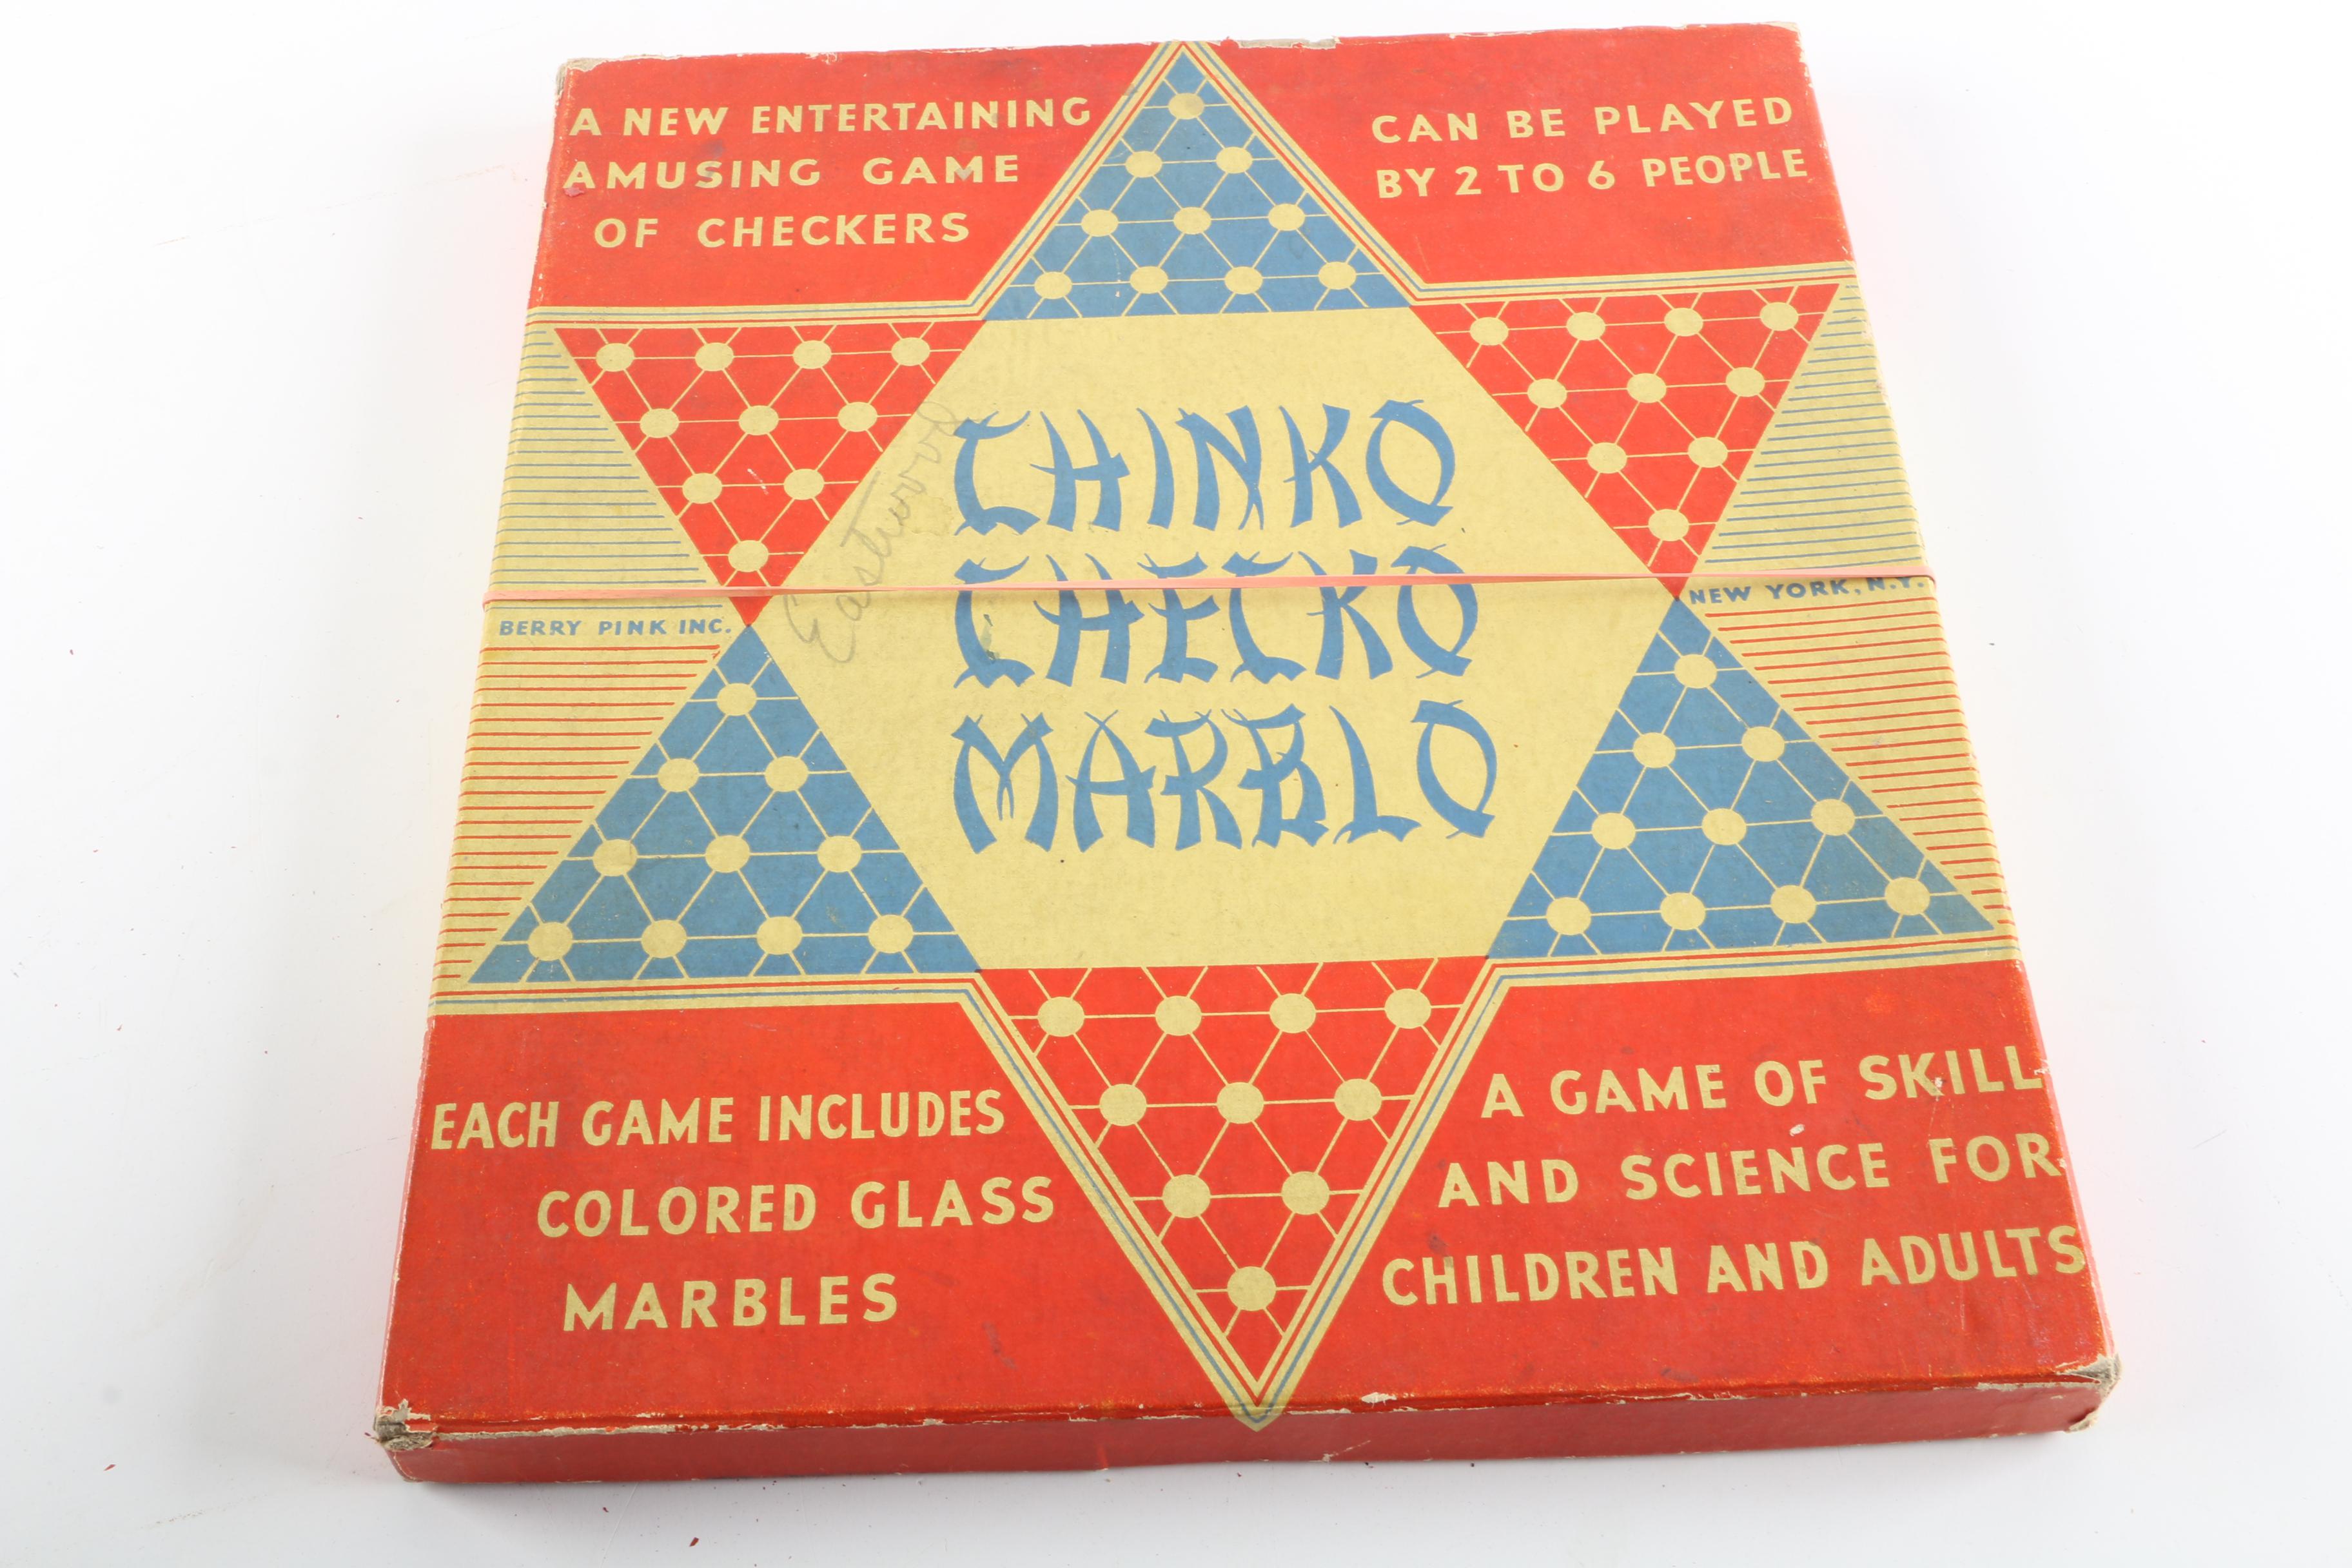 A NEW ENTERTAINING
AMUSING GAME
OF CHECKERS
CAN BE PLAYED
BY 2 TO 6 PEOPLE
CHINKO
CHECKO
MARBLO
Eastwood
BERRY PINK INC.
NEW YORK, N.Y.
EACH GAME INCLUDES
COLORED GLASS
MARBLES
A GAME OF SKILL
AND SCIENCE FOR
CHILDREN AND ADULTS